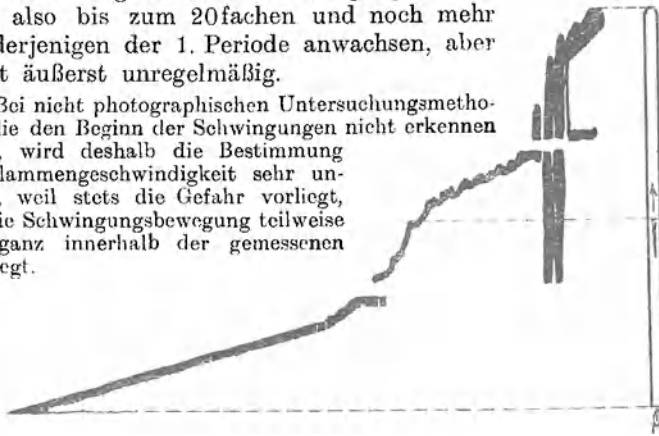 also bis zum 20fachen und noch mehr
derjenigen der 1. Periode anwachsen, aber
t äußerst unregelmäßig.
Bei nicht photographischen Untersuchungsmetho-
die den Beginn der Schwingungen nicht erkennen
, wird deshalb die Bestimmung
lammengeschwindigkeit sehr un-
, weil stets die Gefahr vorliegt,
ie Schwingungsbewegung teilweise
ganz innerhalb der gemessenen
egt.